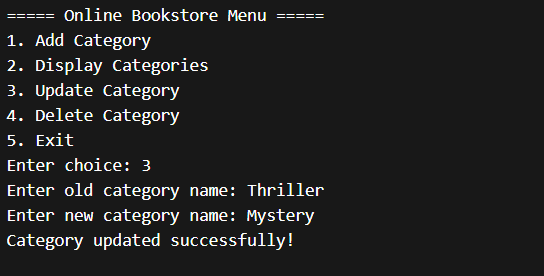 ===== Online Bookstore Menu =====
1. Add Category
2. Display Categories
3. Update Category
4. Delete Category
5. Exit
Enter choice: 3
Enter old category name: Thriller
Enter new category name: Mystery
Category updated successfully!